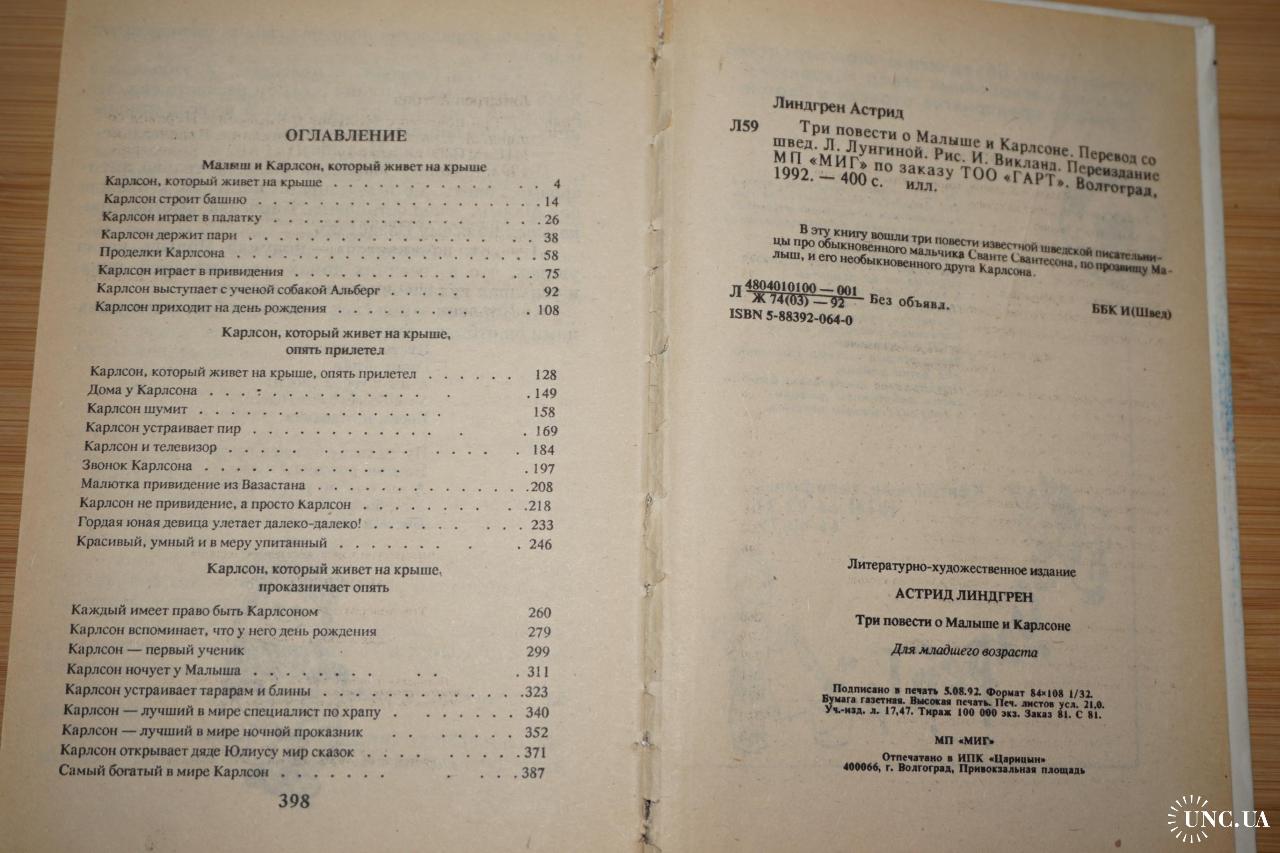 ОГЛАВЛЕНИЕ
Малыш и Карлсон, который живет на крыше
Карлсон, который живет на крыше . . . . . . . . . . . . . . 4
Карлсон строит башню . . . . . . . . . . . . . . . . . . 14
Карлсон играет в палатку . . . . . . . . . . . . . . . . 26
Карлсон держит пари . . . . . . . . . . . . . . . . . . 38
Проделки Карлсона . . . . . . . . . . . . . . . . . . . 58
Карлсон играет в привидения . . . . . . . . . . . . . . 75
Карлсон выступает с ученой собакой Альберг . . . . . 92
Карлсон приходит на день рождения . . . . . . . . . . 108
Карлсон, который живет на крыше,
опять прилетел
Карлсон, который живет на крыше, опять прилетел . . . . . . 128
Дома у Карлсона . . . . . . . . . . . . . . . . 149
Карлсон шумит . . . . . . . . . . . . . . . 158
Карлсон устраивает пир . . . . . . . . . . . . . . 169
Карлсон и телевизор . . . . . . . . . . . . . . . 184
Звонок Карлсона . . . . . . . . . . . . . . 197
Малютка привидение из Вазастана . . . . . . . . . . . . 208
Карлсон не привидение, а просто Карлсон . . . . . . . . . . 218
Гордая юная девица улетает далеко-далеко! . . . . . . . . . 233
Красивый, умный и в меру упитанный . . . . . . . . . 246
Карлсон, который живет на крыше,
проказничает опять
Каждый имеет право быть Карлсоном 260
Карлсон вспоминает, что у него день рождения 279
Карлсон — первый ученик 299
Карлсон ночует у Малыша . . . . . . . . . . . 311
Карлсон устраивает тарарам и блины . . . . . . . . . . . . . 323
Карлсон — лучший в мире специалист по храпу . . . . . . . 340
Карлсон — лучший в мире ночной проказник . . . . . . 352
Карлсон открывает дяде Юлиусу мир сказок . . . . . . . . 371
Самый богатый в мире Карлсон . . . . . . . . . . 387
398
Линдгрен Астрид
Л59 Три повести о Малыше и Карлсоне. Перевод со
швед. Л. Лунгиной. Рис. И. Викланд. Переиздание
МП «МИГ» по заказу ТОО «ГАРТ». Волгоград,
1992. — 400 с. илл.
В эту книгу вошли три повести известной шведской писательни-
цы про обыкновенного мальчика Сванте Свантесона, по прозвищу Ма-
лыш, и его необыкновенного друга Карлсона.
Л 4804010100 — 001
Ж 74(03) — 92 Без объявл. ББК И(Швед)
ISBN 5-88392-064-0
Литературно-художественное издание
АСТРИД ЛИНДГРЕН
Три повести о Малыше и Карлсоне
Для младшего возраста
Подписано в печать 5.08.92. Формат 84×108 1/32.
Бумага газетная. Высокая печать. Печ. листов усл. 21,0.
Уч.-изд. л. 17,47. Тираж 100 000 экз. Заказ 81. С 81.
МП «МИГ»
Отпечатано в ИПК «Царицын»
400066, г. Волгоград, Привокзальная площадь
UNC.UA